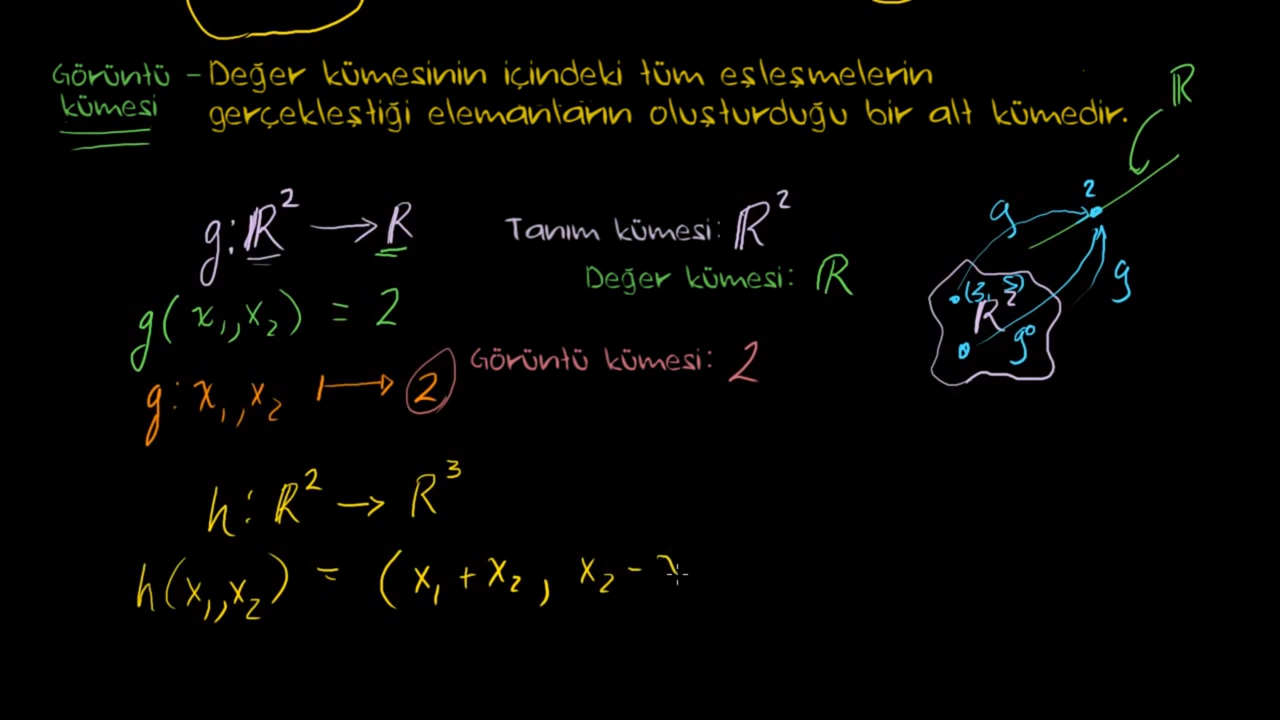 Görüntü kümesi - Değer kümesinin içindeki tüm eşleşmelerin
gerçekleştiği elemanların oluşturduğu bir alt kümedir.
ℝ
g: ℝ² → ℝ
Tanım kümesi: ℝ²
Değer kümesi: ℝ
g(x₁, x₂) = 2
Görüntü kümesi: 2
g: x₁, x₂ ↦ 2
2
g
g
ℝ²
h: ℝ² → ℝ³
h(x₁, x₂) = (x₁ + x₂, x₂ -